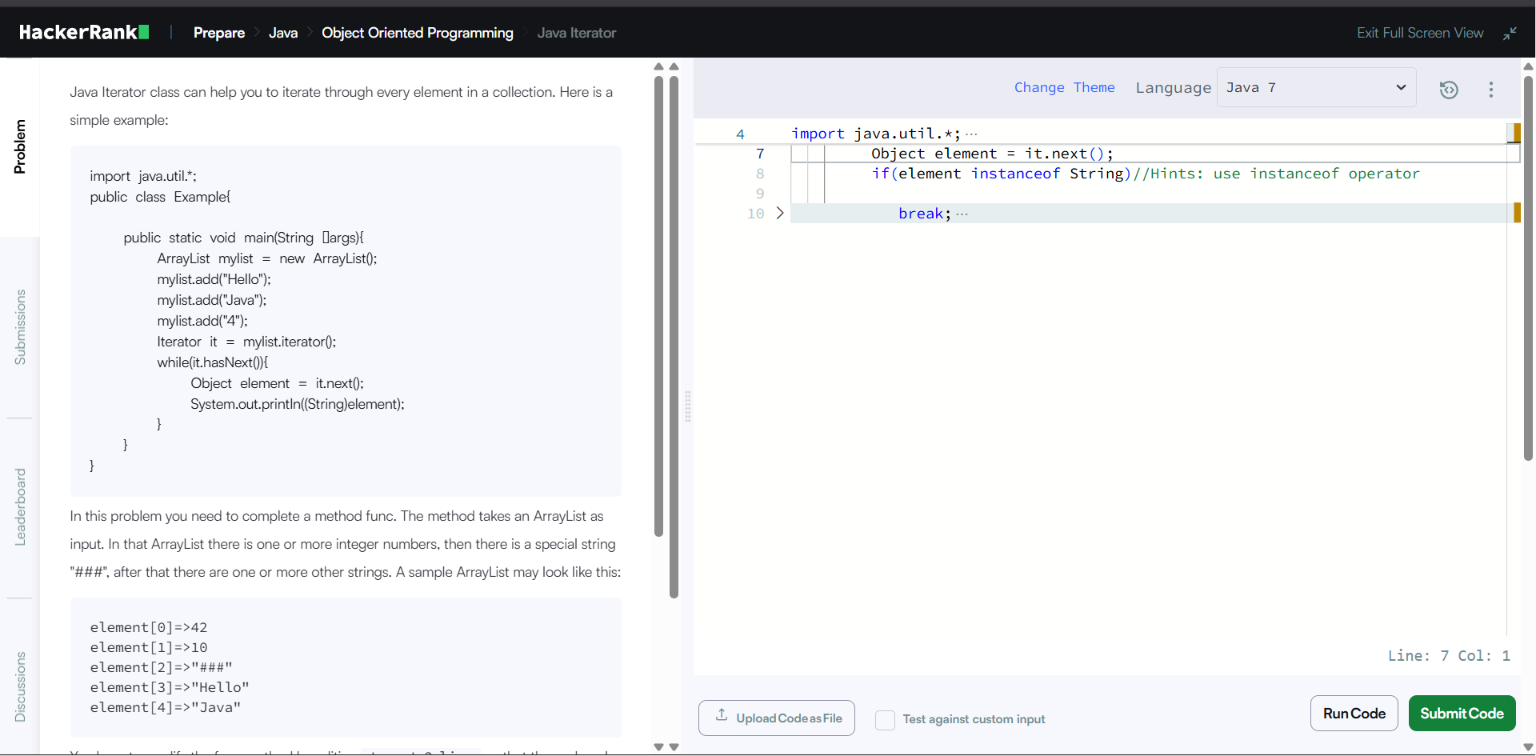 HackerRank | Prepare > Java > Object Oriented Programming > Java Iterator Exit Full Screen View
Problem
Submissions
Leaderboard
Discussions
Java Iterator class can help you to iterate through every element in a collection. Here is a
simple example:
import java.util.*;
public class Example{
public static void main(String []args){
ArrayList mylist = new ArrayList();
mylist.add("Hello");
mylist.add("Java");
mylist.add("4");
Iterator it = mylist.iterator();
while(it.hasNext()){
Object element = it.next();
System.out.println((String)element);
}
}
}
In this problem you need to complete a method func. The method takes an ArrayList as
input. In that ArrayList there is one or more integer numbers, then there is a special string
"###", after that there are one or more other strings. A sample ArrayList may look like this:
element[0]=>42
element[1]=>10
element[2]=>"###"
element[3]=>"Hello"
element[4]=>"Java"
Change Theme Language Java 7
4 import java.util.*;···
7 Object element = it.next();
8 if(element instanceof String)//Hints: use instanceof operator
9
10 break;···
Line: 7 Col: 1
Upload Code as File Test against custom input Run Code Submit Code